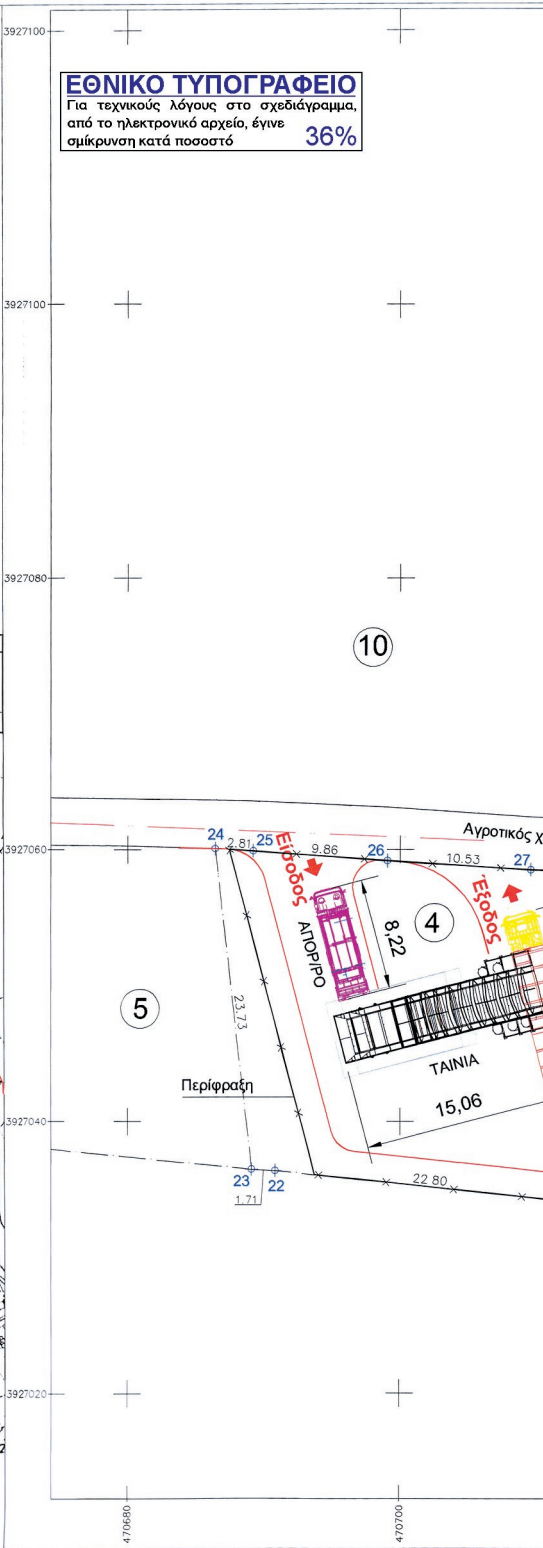 3927100
ΕΘΝΙΚΟ ΤΥΠΟΓΡΑΦΕΙΟ
Για τεχνικούς λόγους στο σχεδιάγραμμα,
από το ηλεκτρονικό αρχείο, έγινε
σμίκρυνση κατά ποσοστό 36%
3927100
3927080
10
Αγροτικός χ
24
2.81
25
9.86
26
10.53
27
3927060
Είσοδος
Έξοδος
8,22
4
ΑΠΟΡ/ΡΟ
5
23.73
ΤΑΙΝΙΑ
Περίφραξη
15,06
3927040
23
22
22 80
1.71
3927020
470680
470700